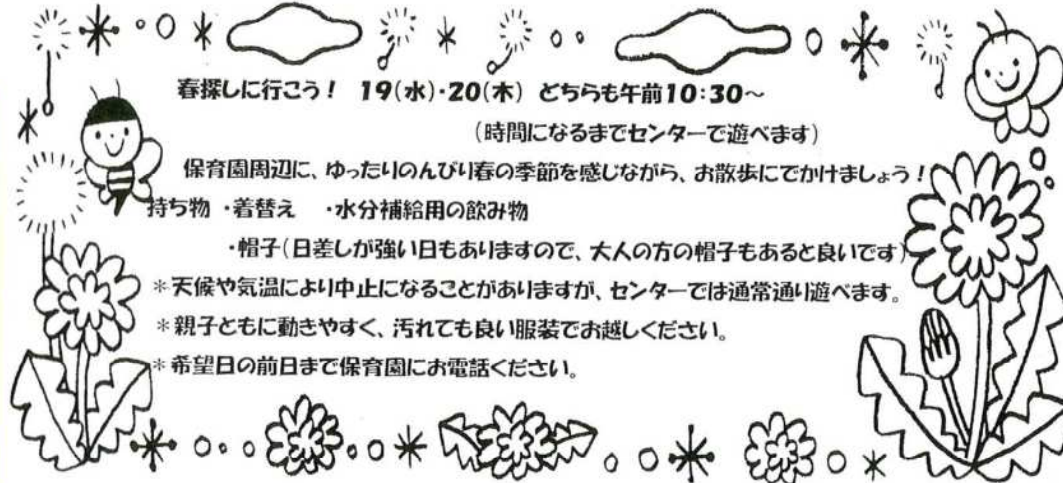 春探しに行こう! 19(水)・20(木) どちらも午前10:30~
(時間になるまでセンターで遊べます)
保育園周辺に、ゆったりのんびり春の季節を感じながら、お散歩にでかけましょう!
持ち物 ・着替え ・水分補給用の飲み物
・帽子(日差しが強い日もありますので、大人の方の帽子もあると良いです)
*天候や気温により中止になることがありますが、センターでは通常通り遊べます。
*親子ともに動きやすく、汚れても良い服装でお越しください。
*希望日の前日まで保育園にお電話ください。